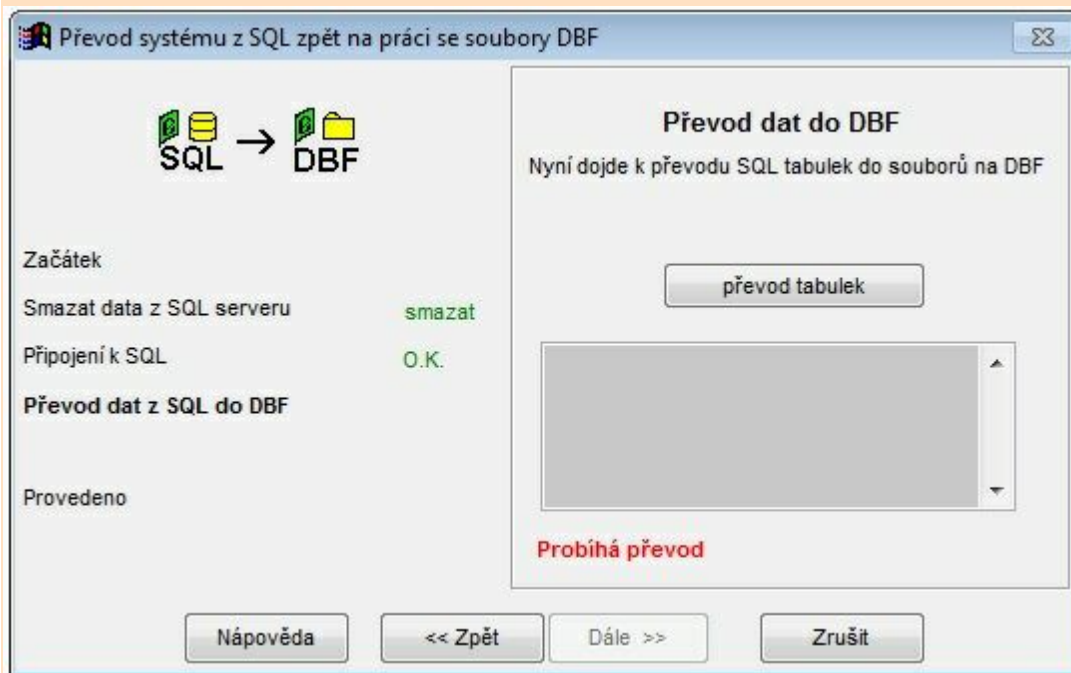 Převod systému z SQL zpět na práci se soubory DBF
SQL → DBF
Začátek
Smazat data z SQL serveru smazat
Připojení k SQL O.K.
Převod dat z SQL do DBF
Provedeno
Převod dat do DBF
Nyní dojde k převodu SQL tabulek do souborů na DBF
převod tabulek
Probíhá převod
Nápověda << Zpět Dále >> Zrušit